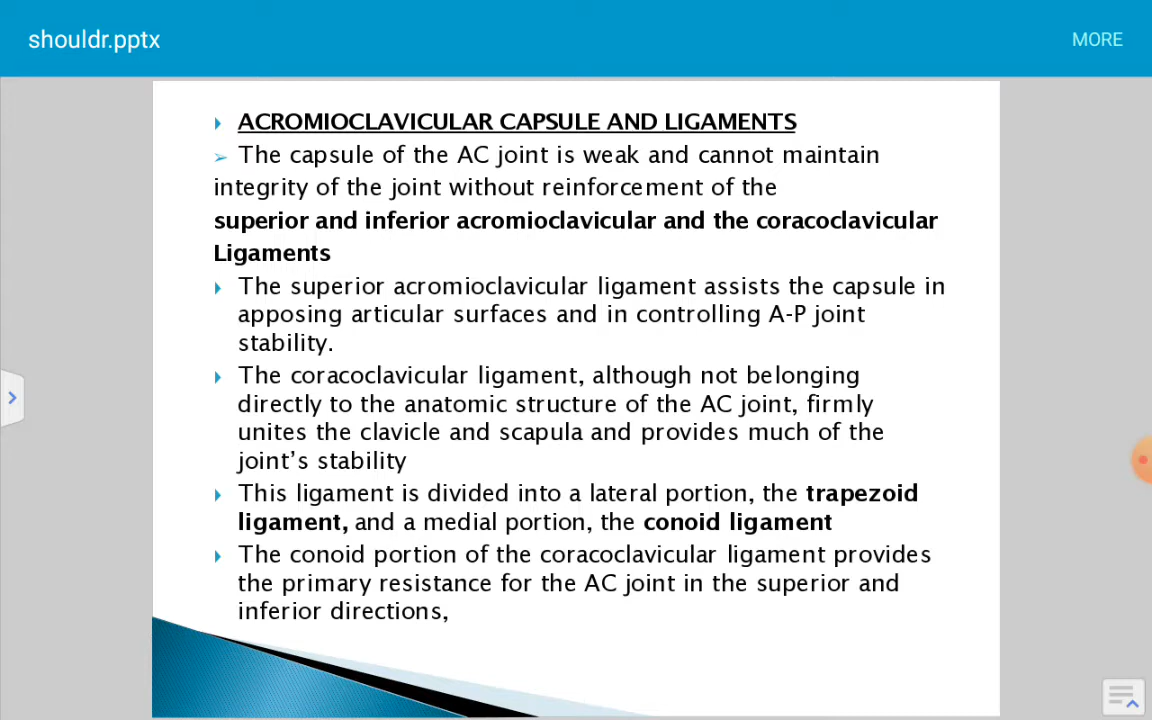 shouldr.pptx
MORE
ACROMIOCLAVICULAR CAPSULE AND LIGAMENTS
The capsule of the AC joint is weak and cannot maintain
integrity of the joint without reinforcement of the
superior and inferior acromioclavicular and the coracoclavicular
Ligaments
The superior acromioclavicular ligament assists the capsule in
apposing articular surfaces and in controlling A-P joint
stability.
The coracoclavicular ligament, although not belonging
directly to the anatomic structure of the AC joint, firmly
unites the clavicle and scapula and provides much of the
joint’s stability
This ligament is divided into a lateral portion, the trapezoid
ligament, and a medial portion, the conoid ligament
The conoid portion of the coracoclavicular ligament provides
the primary resistance for the AC joint in the superior and
inferior directions,